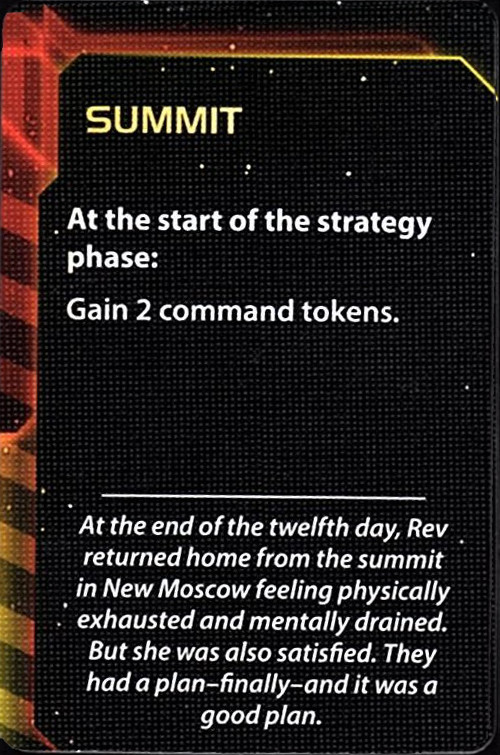 SUMMIT
At the start of the strategy
phase:
Gain 2 command tokens.
At the end of the twelfth day, Rev
returned home from the summit
in New Moscow feeling physically
exhausted and mentally drained.
But she was also satisfied. They
had a plan–finally–and it was a
good plan.